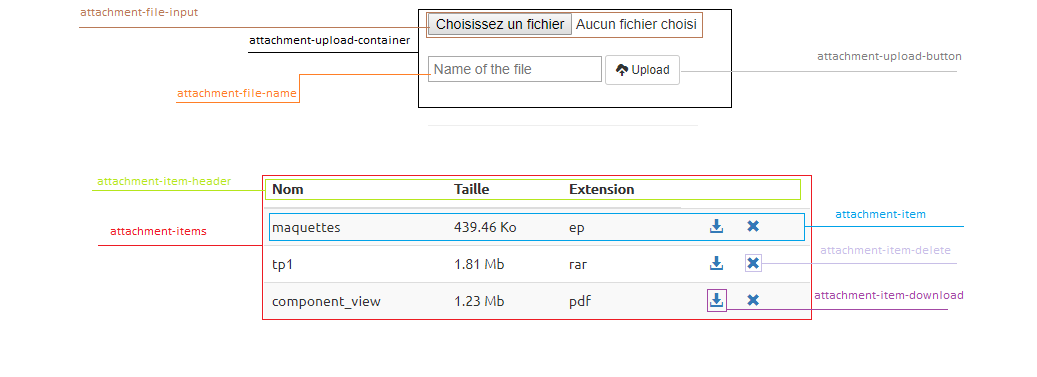 attachment-file-input
Choisissez un fichier Aucun fichier choisi
attachment-upload-container
attachment-upload-button
Name of the file Upload
attachment-file-name
attachment-item-header
Nom Taille Extension
attachment-item
maquettes 439.46 Ko ep
attachment-items
attachment-item-delete
tp1 1.81 Mb rar
attachment-item-download
component_view 1.23 Mb pdf